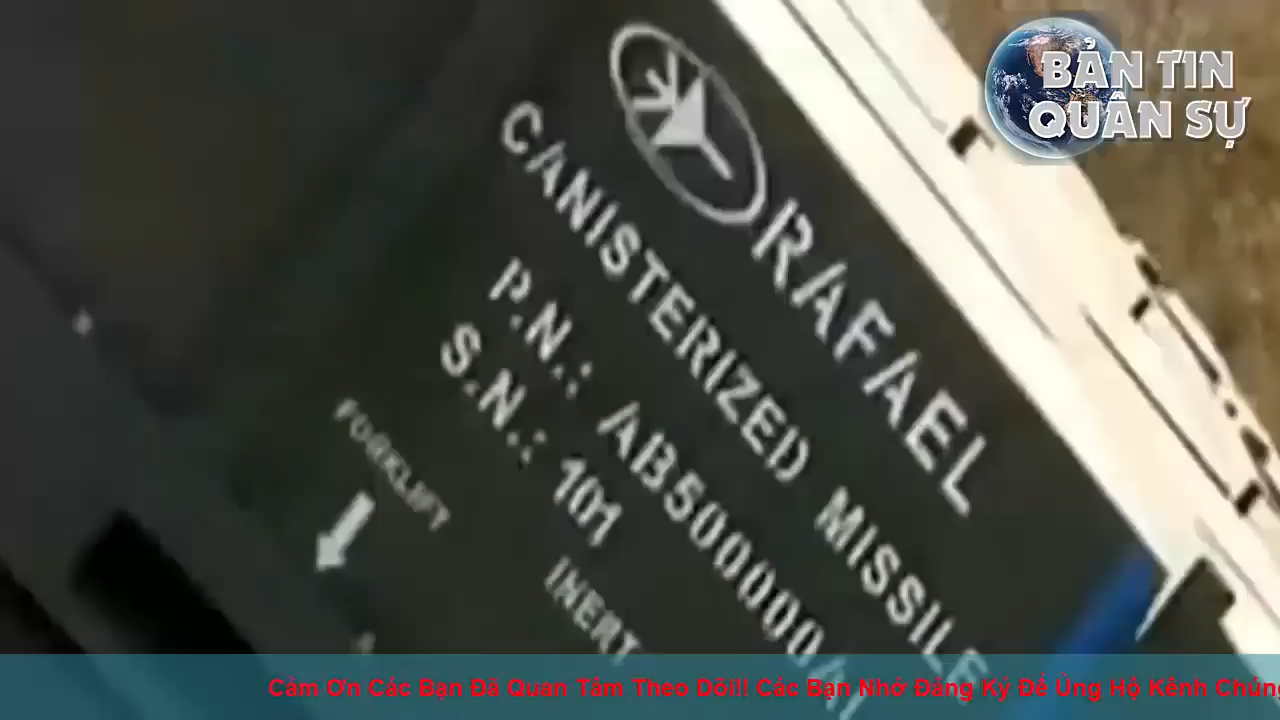 BẢN TIN
QUÂN SỰ
RAFAEL
CANISTERIZED MISSILE
P.N.:
S.N.: 101
INERT
FORKLIFT
Cảm Ơn Các Bạn Đã Quan Tâm Theo Dõi!! Các Bạn Nhớ Đăng Ký Để Ủng Hộ Kênh Chúng